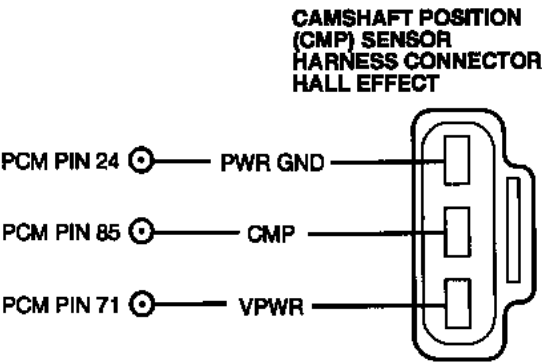 CAMSHAFT POSITION
(CMP) SENSOR
HARNESS CONNECTOR
HALL EFFECT
PCM PIN 24 PWR GND
PCM PIN 85 CMP
PCM PIN 71 VPWR